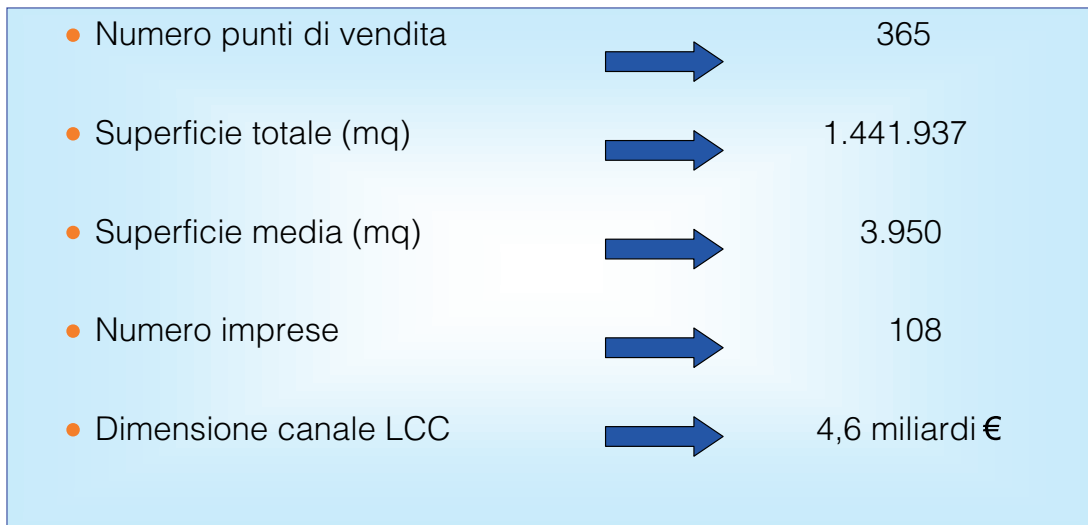 • Numero punti di vendita 365
• Superficie totale (mq) 1.441.937
• Superficie media (mq) 3.950
• Numero imprese 108
• Dimensione canale LCC 4,6 miliardi €